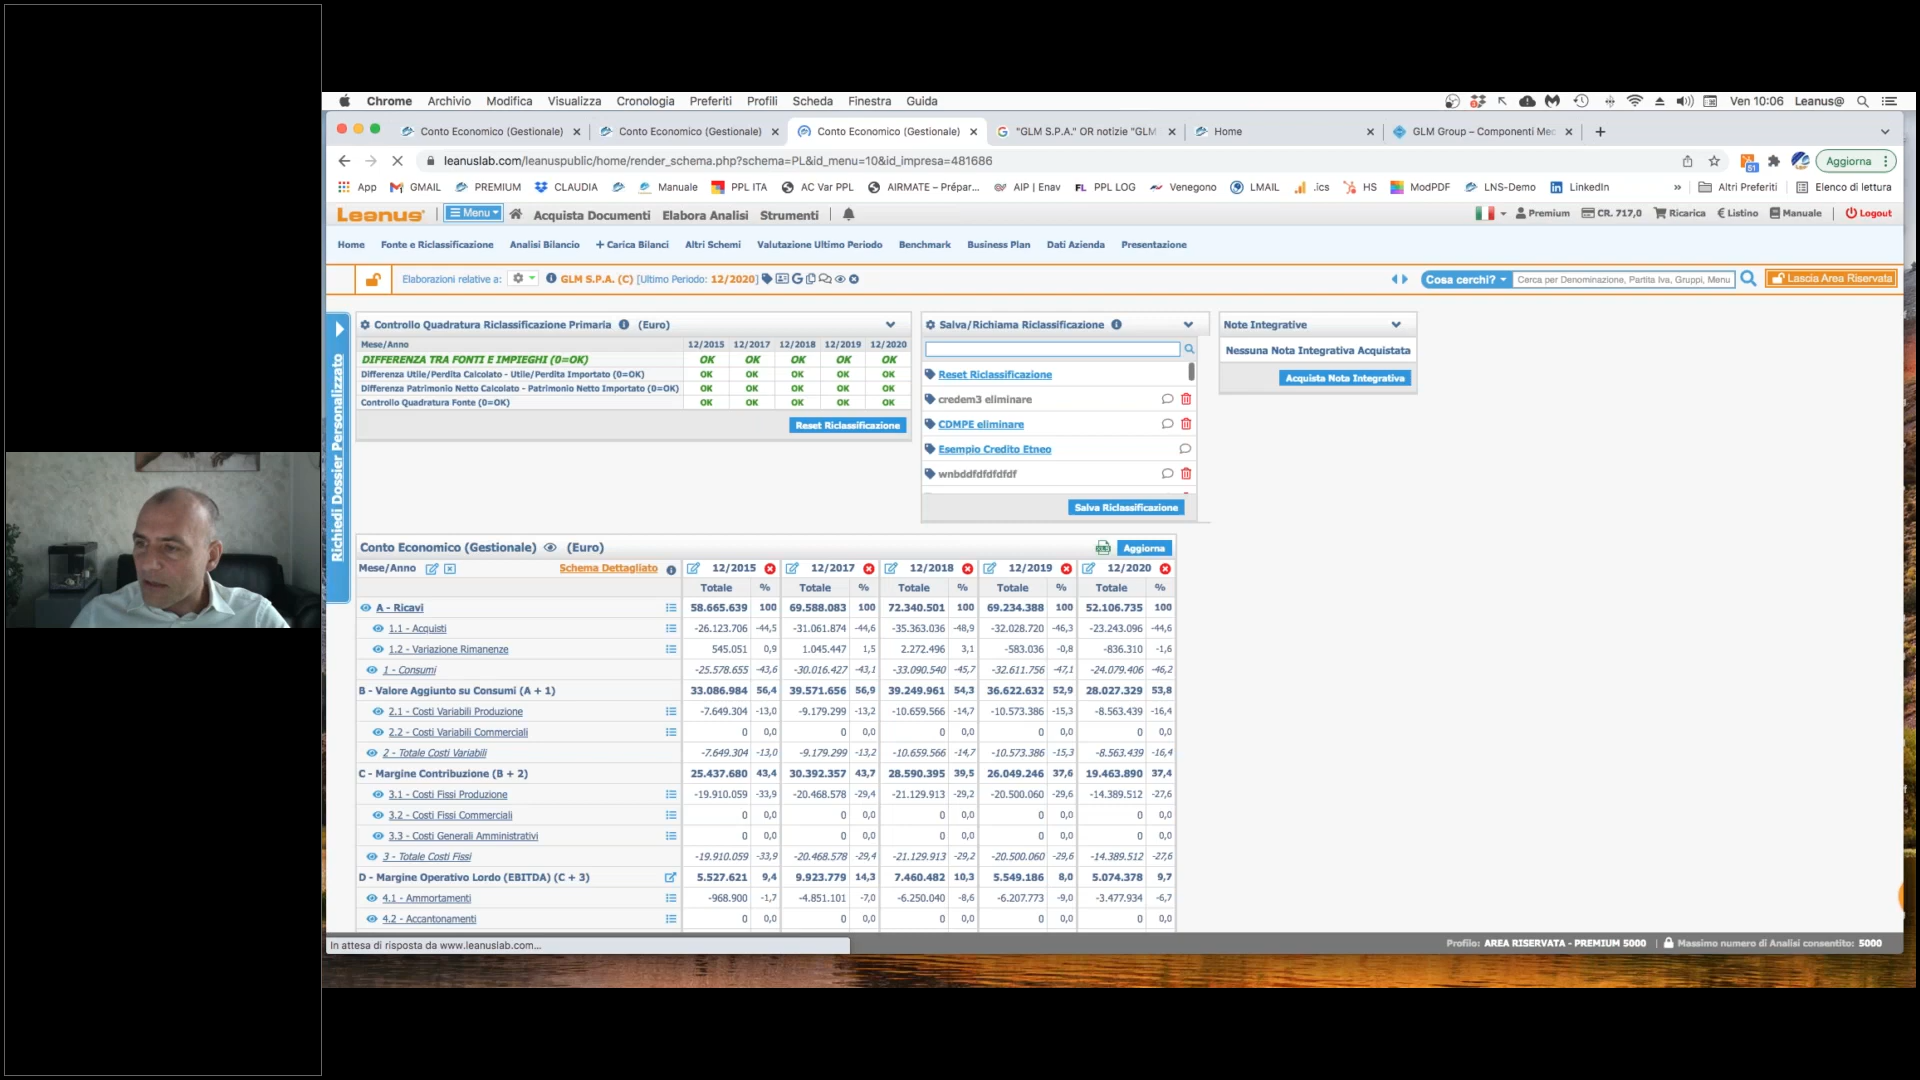 Chrome Archivio Modifica Visualizza Cronologia Preferiti Profili Scheda Finestra Guida Ven 10:06 Leanus@
Conto Economico (Gestionale) Conto Economico (Gestionale) Conto Economico (Gestionale) "GLM S.P.A." OR notizie "GLM Home GLM Group – Componenti Mec
leanuslab.com/leanuspublic/home/render_schema.php?schema=PL&id_menu=10&id_impresa=481686 Aggiorna
App GMAIL PREMIUM CLAUDIA Manuale PPL ITA AC Var PPL AIRMATE – Prépar... AIP | Enav FL PPL LOG Venegono LMAIL .ics HS ModPDF LNS-Demo LinkedIn » Altri Preferiti Elenco di lettura
Leanus Menu Acquista Documenti Elabora Analisi Strumenti Premium CR. 717,0 Ricarica € Listino Manuale Logout
Home Fonte e Riclassificazione Analisi Bilancio + Carica Bilanci Altri Schemi Valutazione Ultimo Periodo Benchmark Business Plan Dati Azienda Presentazione
Elaborazioni relative a: GLM S.P.A. (C) [Ultimo Periodo: 12/2020] Cosa cerchi? Cerca per Denominazione, Partita Iva, Gruppi, Menu Lascia Area Riservata
Richiedi Dossier Personalizzato
Controllo Quadratura Riclassificazione Primaria (Euro)
Mese/Anno 12/2015 12/2017 12/2018 12/2019 12/2020
DIFFERENZA TRA FONTI E IMPIEGHI (0=OK) OK OK OK OK OK
Differenza Utile/Perdita Calcolato - Utile/Perdita Importato (0=OK) OK OK OK OK OK
Differenza Patrimonio Netto Calcolato - Patrimonio Netto Importato (0=OK) OK OK OK OK OK
Controllo Quadratura Fonte (0=OK) OK OK OK OK OK
Reset Riclassificazione
Salva/Richiama Riclassificazione
Reset Riclassificazione
credem3 eliminare
CDMPE eliminare
Esempio Credito Etneo
wnbddfdfdfdfdf
Salva Riclassificazione
Note Integrative
Nessuna Nota Integrativa Acquistata
Acquista Nota Integrativa
Conto Economico (Gestionale) (Euro) Aggiorna
Mese/Anno Schema Dettagliato 12/2015 12/2017 12/2018 12/2019 12/2020
Totale % Totale % Totale % Totale % Totale %
A - Ricavi 58.665.639 100 69.588.083 100 72.340.501 100 69.234.388 100 52.106.735 100
1.1 - Acquisti -26.123.706 -44,5 -31.061.874 -44,6 -35.363.036 -48,9 -32.028.720 -46,3 -23.243.096 -44,6
1.2 - Variazione Rimanenze 545.051 0,9 1.045.447 1,5 2.272.496 3,1 -583.036 -0,8 -836.310 -1,6
1 - Consumi -25.578.655 -43,6 -30.016.427 -43,1 -33.090.540 -45,7 -32.611.756 -47,1 -24.079.406 -46,2
B - Valore Aggiunto su Consumi (A + 1) 33.086.984 56,4 39.571.656 56,9 39.249.961 54,3 36.622.632 52,9 28.027.329 53,8
2.1 - Costi Variabili Produzione -7.649.304 -13,0 -9.179.299 -13,2 -10.659.566 -14,7 -10.573.386 -15,3 -8.563.439 -16,4
2.2 - Costi Variabili Commerciali 0 0,0 0 0,0 0 0,0 0 0,0 0 0,0
2 - Totale Costi Variabili -7.649.304 -13,0 -9.179.299 -13,2 -10.659.566 -14,7 -10.573.386 -15,3 -8.563.439 -16,4
C - Margine Contribuzione (B + 2) 25.437.680 43,4 30.392.357 43,7 28.590.395 39,5 26.049.246 37,6 19.463.890 37,4
3.1 - Costi Fissi Produzione -19.910.059 -33,9 -20.468.578 -29,4 -21.129.913 -29,2 -20.500.060 -29,6 -14.389.512 -27,6
3.2 - Costi Fissi Commerciali 0 0,0 0 0,0 0 0,0 0 0,0 0 0,0
3.3 - Costi Generali Amministrativi 0 0,0 0 0,0 0 0,0 0 0,0 0 0,0
3 - Totale Costi Fissi -19.910.059 -33,9 -20.468.578 -29,4 -21.129.913 -29,2 -20.500.060 -29,6 -14.389.512 -27,6
D - Margine Operativo Lordo (EBITDA) (C + 3) 5.527.621 9,4 9.923.779 14,3 7.460.482 10,3 5.549.186 8,0 5.074.378 9,7
4.1 - Ammortamenti -968.900 -1,7 -4.851.101 -7,0 -6.250.040 -8,6 -6.207.773 -9,0 -3.477.934 -6,7
4.2 - Accantonamenti 0 0,0 0 0,0 0 0,0 0 0,0 0 0,0
In attesa di risposta da www.leanuslab.com... Profilo: AREA RISERVATA - PREMIUM 5000 | Massimo numero di Analisi consentito: 5000